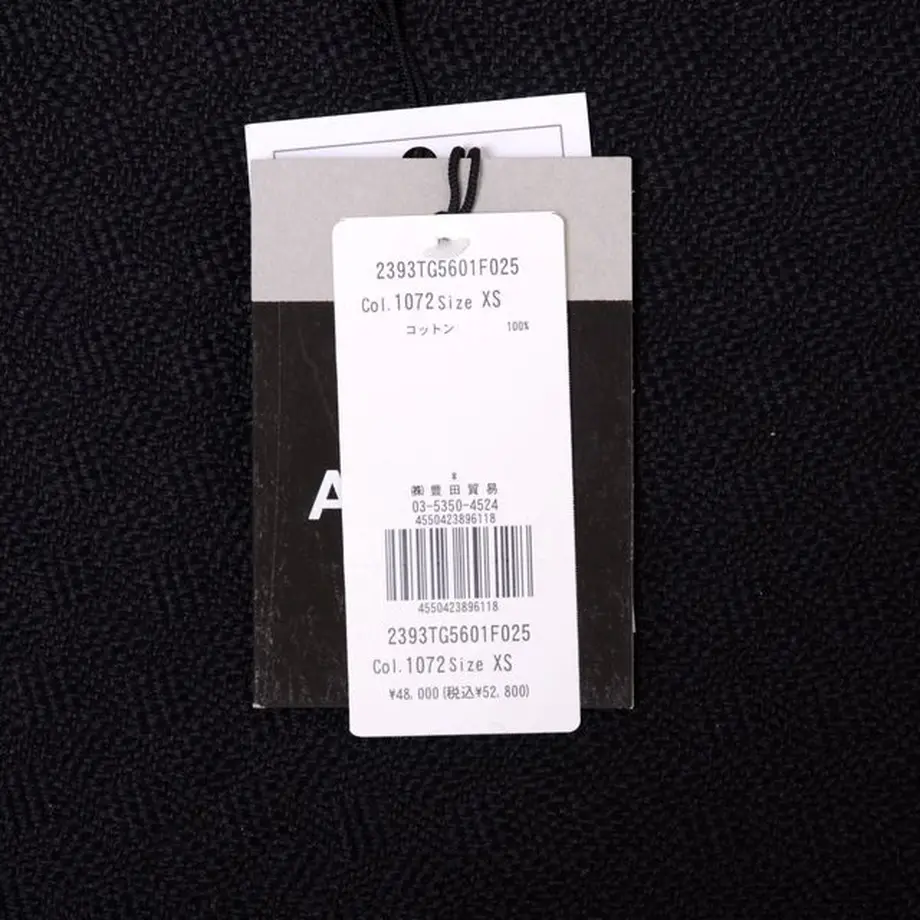 2393TG5601F025
Col.1072 Size XS
コットン 100%
*
㈱豊田貿易
03-5350-4524
4550423896118
4550423896118
2393TG5601F025
Col.1072 Size XS
¥48,000(税込¥52,800)
A